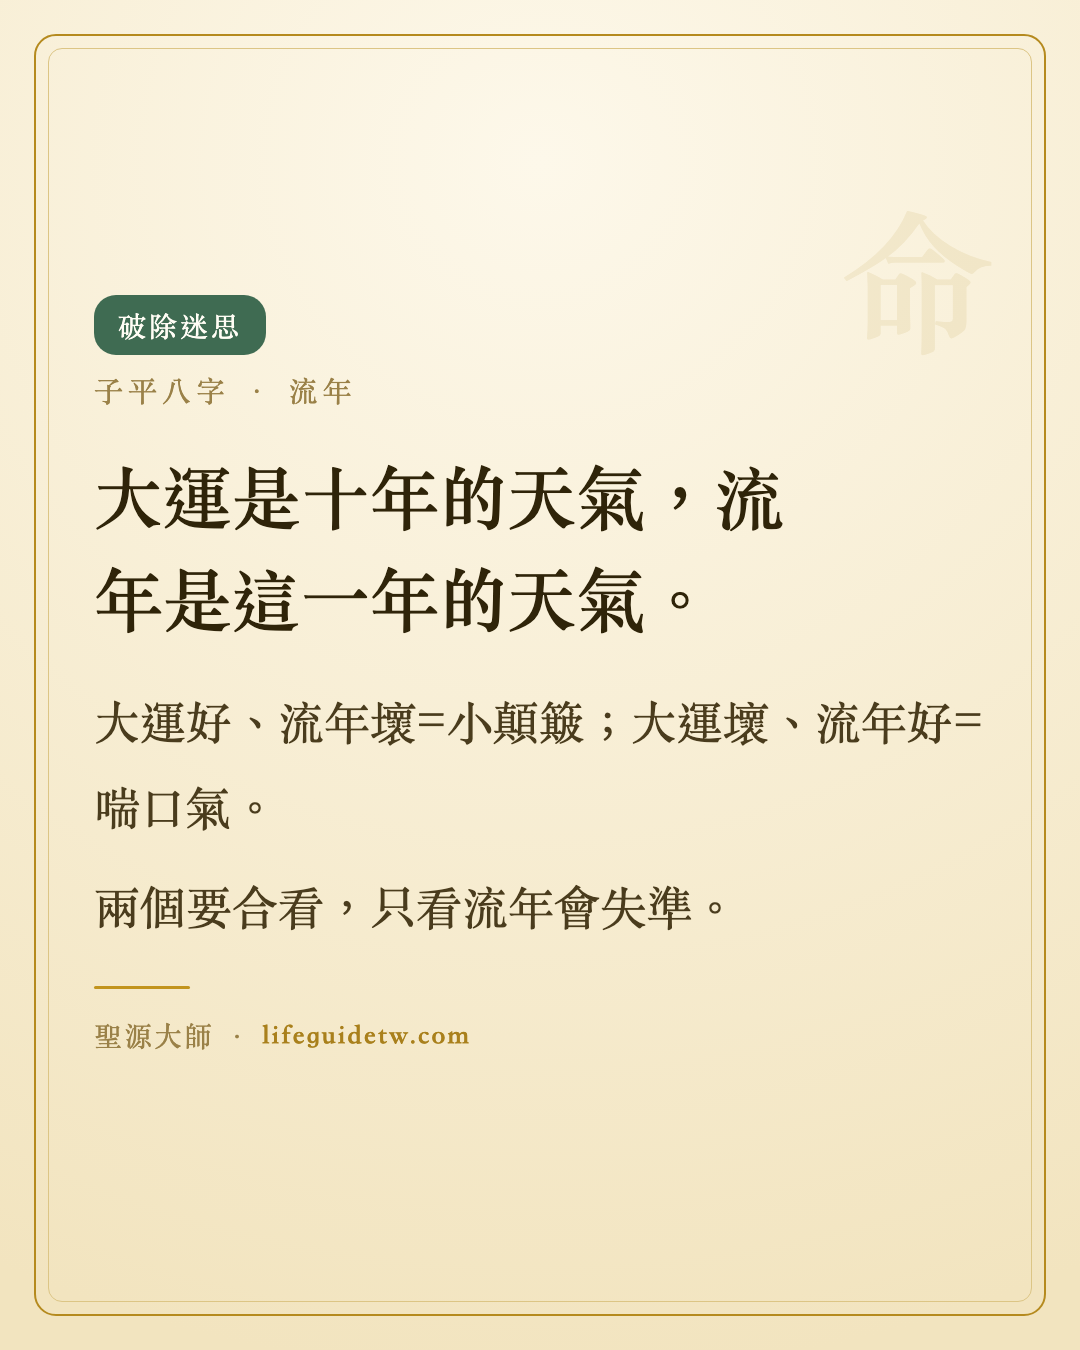 命
破除迷思
子平八字 · 流年
大運是十年的天氣，流
年是這一年的天氣。
大運好、流年壞=小顛簸；大運壞、流年好=
喘口氣。
兩個要合看，只看流年會失準。
聖源大師 · lifeguidetw.com